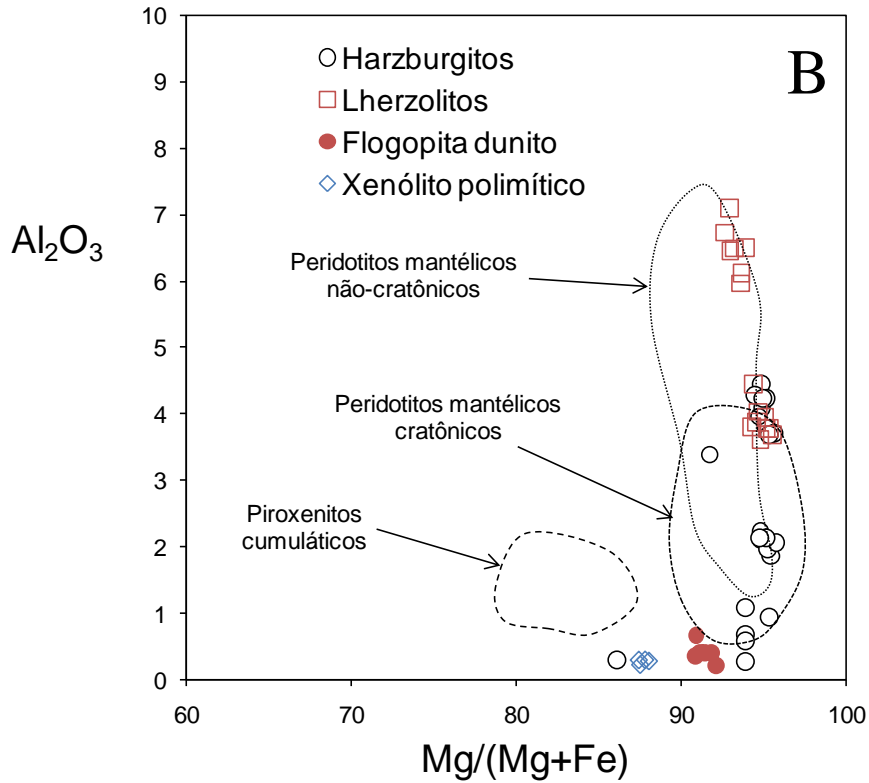 B
Harzburgitos
Lherzolitos
Flogopita dunito
Xenólito polimítico
Al2O3
10
9
8
7
6
5
4
3
2
1
0
Peridotitos mantélicos
não-cratônicos
Peridotitos mantélicos
cratônicos
Piroxenitos
cumuláticos
60 70 80 90 100
Mg/(Mg+Fe)